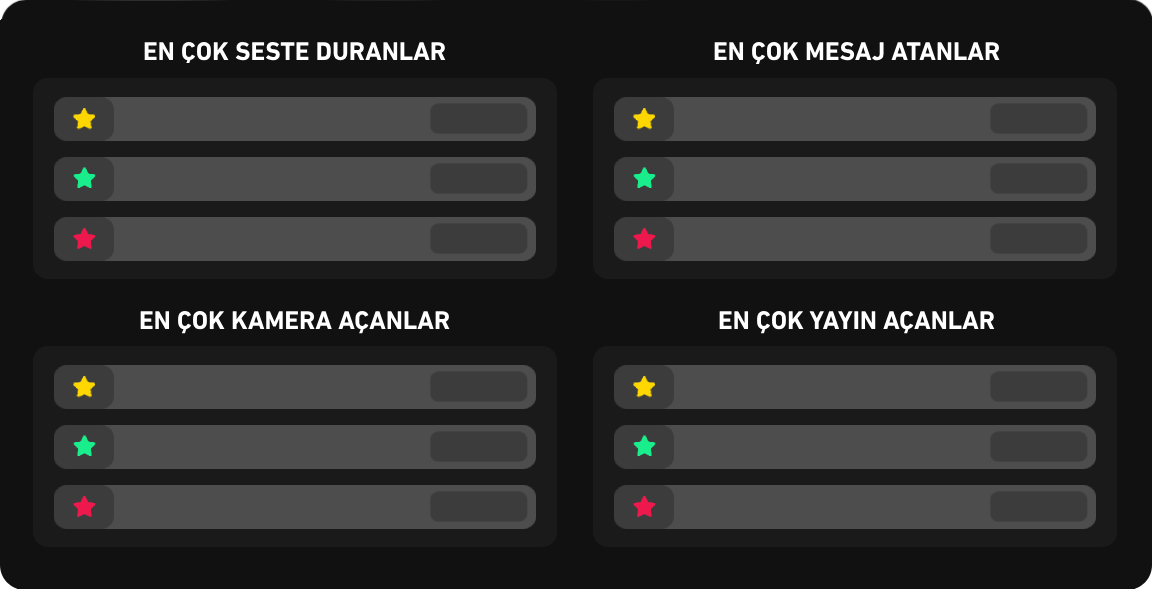 EN ÇOK SESTE DURANLAR
EN ÇOK MESAJ ATANLAR
EN ÇOK KAMERA AÇANLAR
EN ÇOK YAYIN AÇANLAR